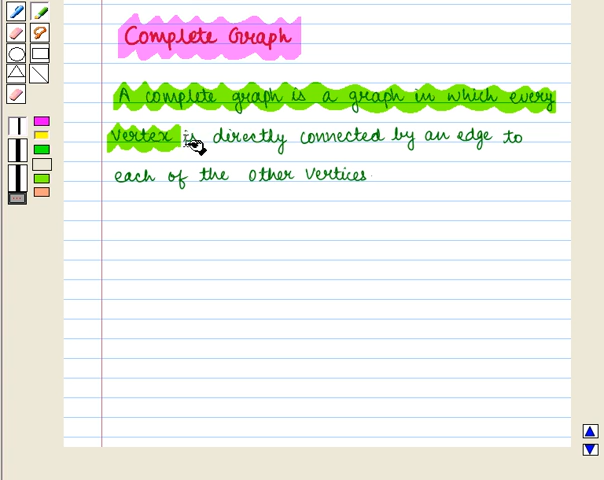 Complete Graph
A complete graph is a graph in which every
Vertex is directly connected by an edge to
each of the other vertices.